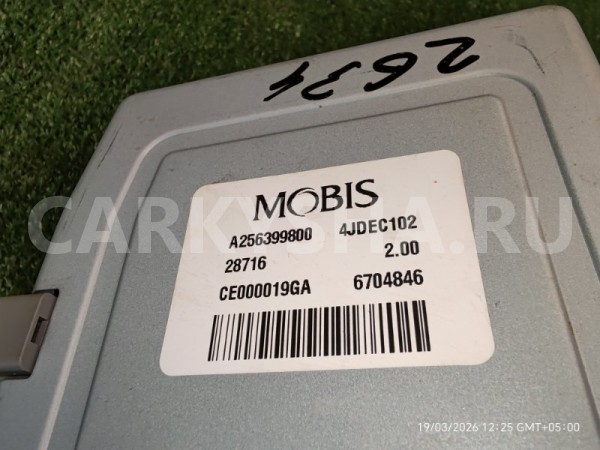 2631
MOBIS
A256399800 4JDEC102
28716 2.00
CE000019GA 6704846
CARKYSHA.RU
19/03/2026 12:25 GMT+05:00